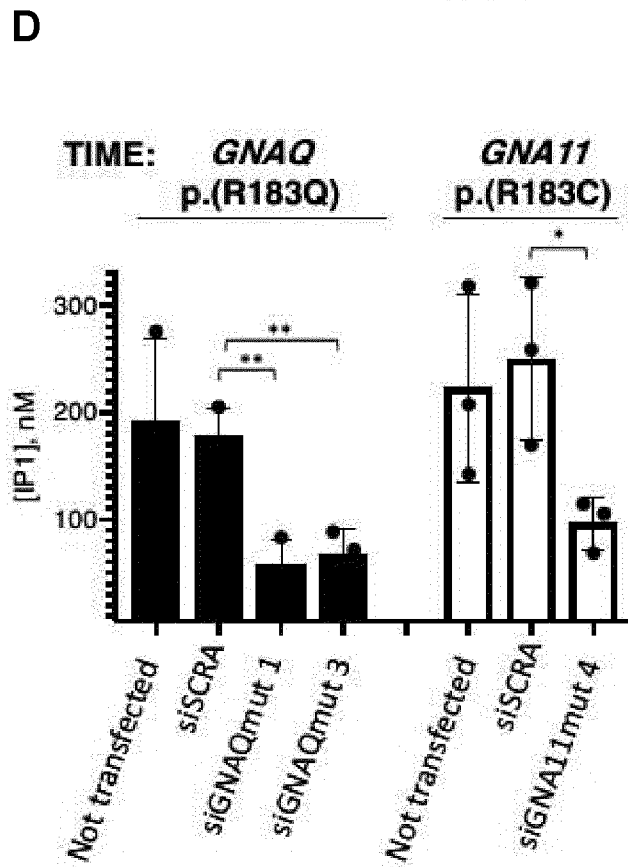 D
TIME: GNAQ GNA11
p.(R183Q) p.(R183C)
*
**
**
300
200
100
[IP1], nM
Not transfected
siSCRA
siGNAQmut 1
siGNAQmut 3
Not transfected
siSCRA
siGNA11mut 4